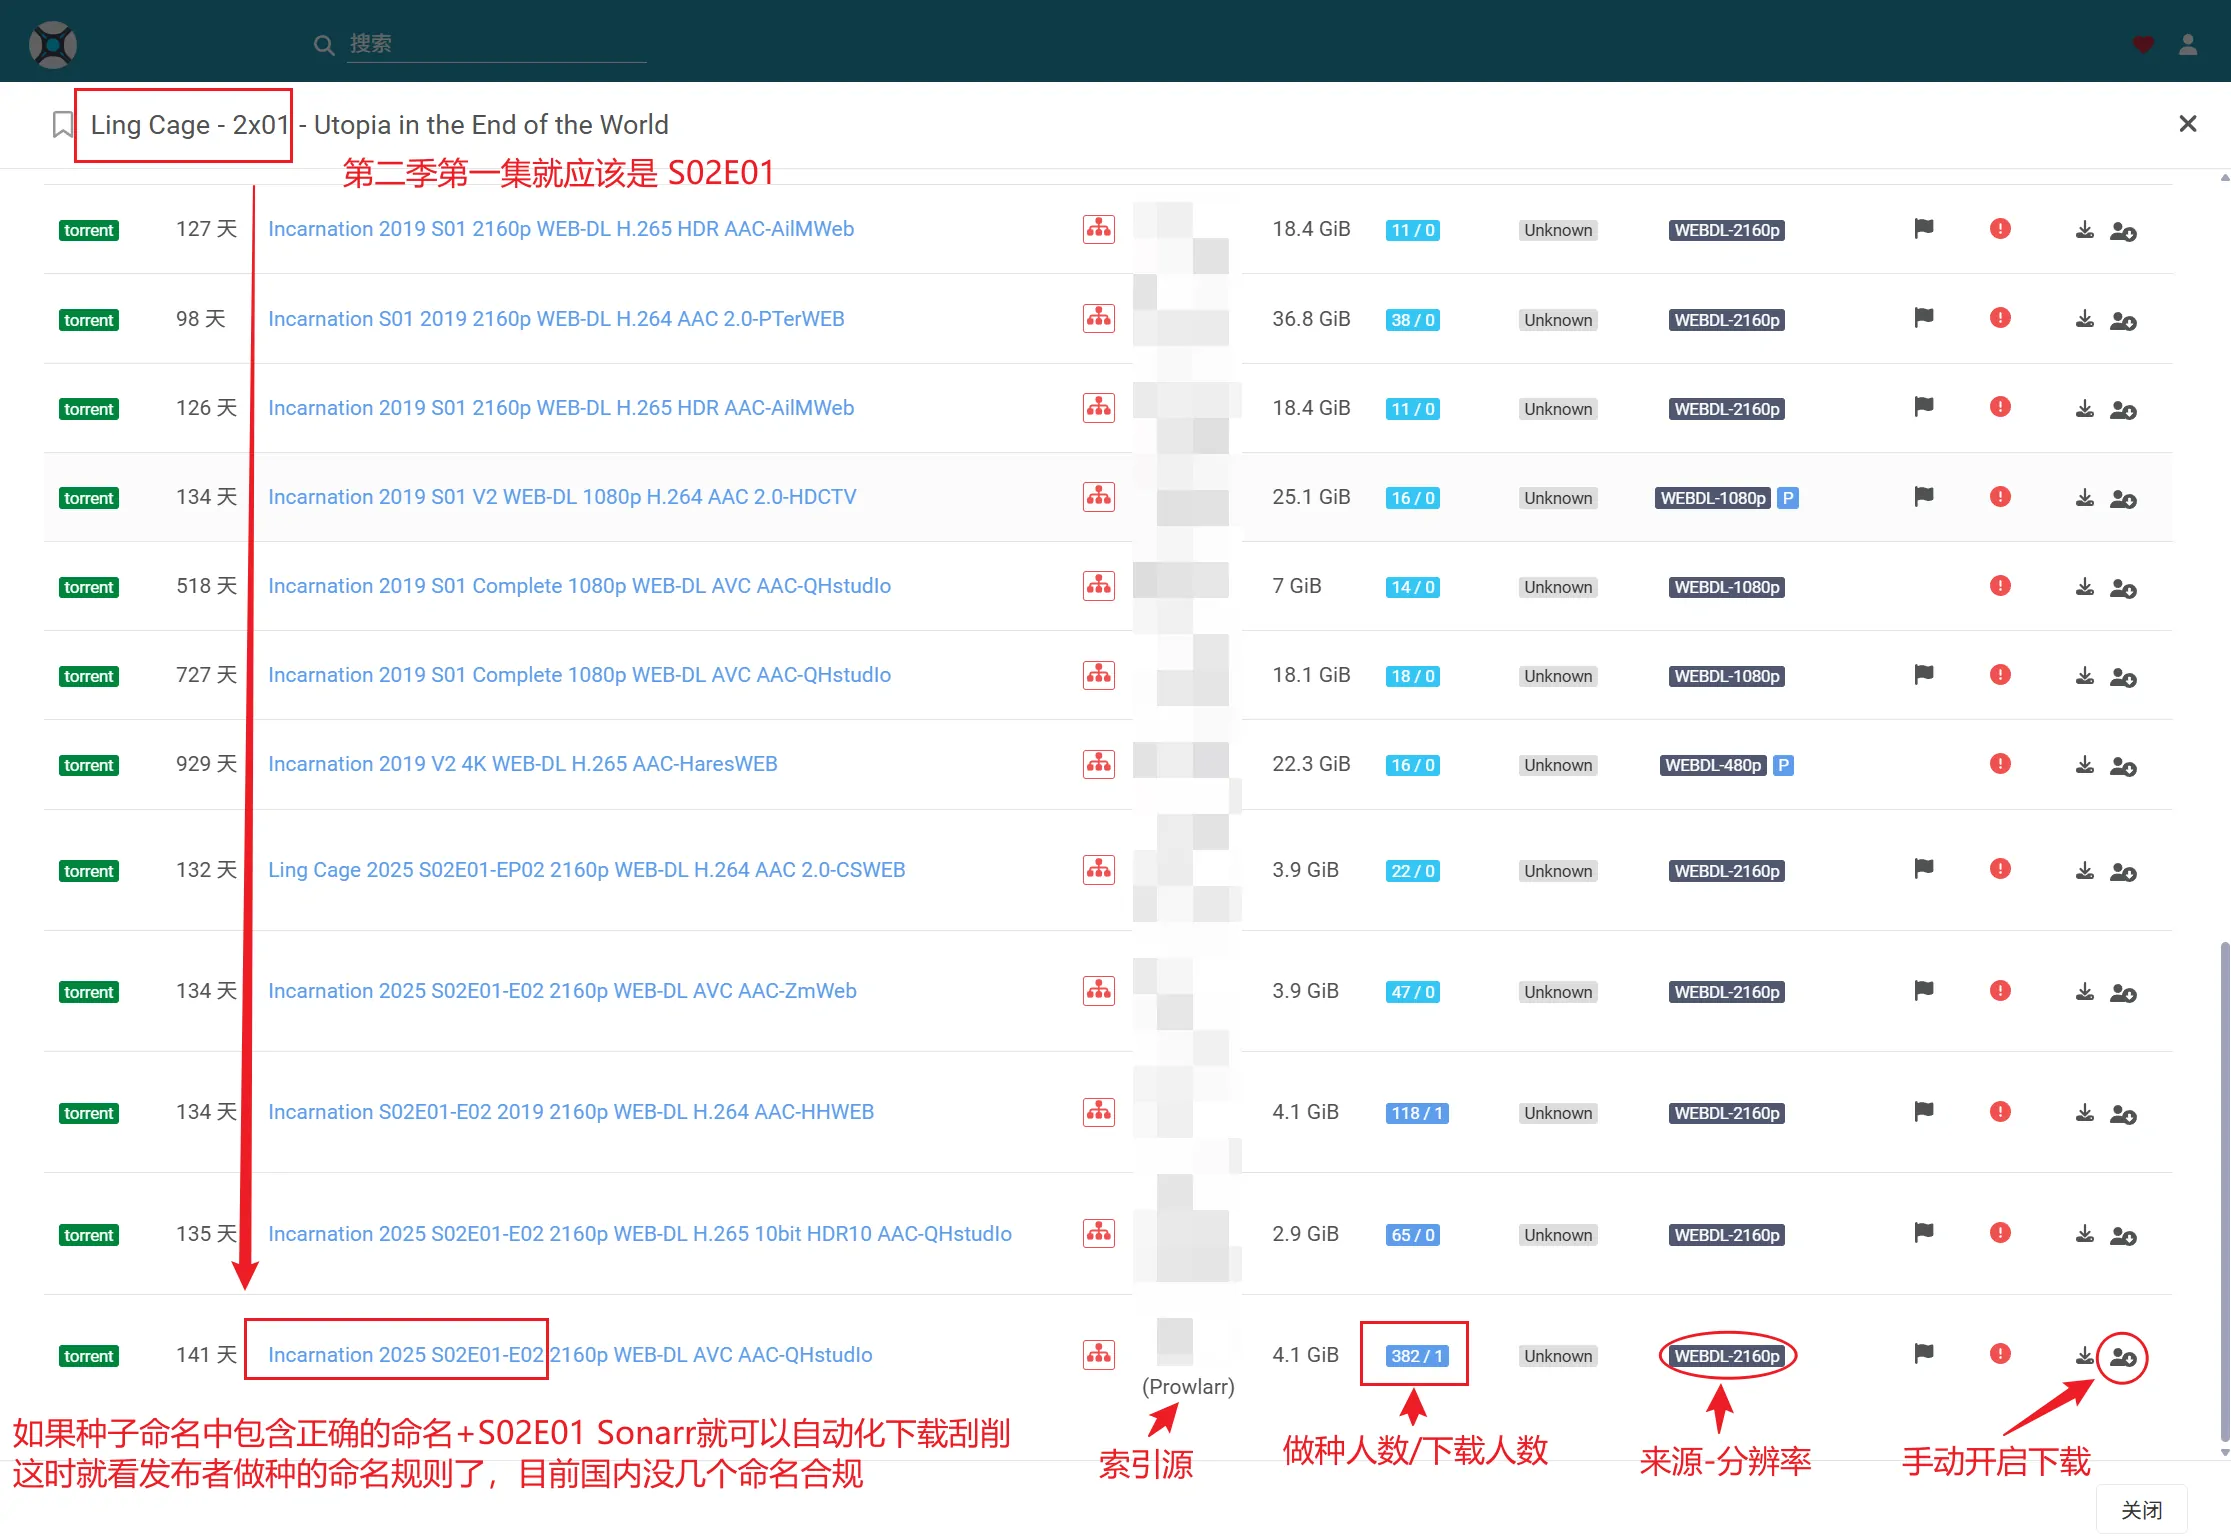 搜索
Ling Cage - 2x01 - Utopia in the End of the World
第二季第一集就应该是 S02E01
torrent 127 天 Incarnation 2019 S01 2160p WEB-DL H.265 HDR AAC-AilMWeb 18.4 GiB 11 / 0 Unknown WEBDL-2160p
torrent 98 天 Incarnation S01 2019 2160p WEB-DL H.264 AAC 2.0-PTerWEB 36.8 GiB 38 / 0 Unknown WEBDL-2160p
torrent 126 天 Incarnation 2019 S01 2160p WEB-DL H.265 HDR AAC-AilMWeb 18.4 GiB 11 / 0 Unknown WEBDL-2160p
torrent 134 天 Incarnation 2019 S01 V2 WEB-DL 1080p H.264 AAC 2.0-HDCTV 25.1 GiB 16 / 0 Unknown WEBDL-1080p P
torrent 518 天 Incarnation 2019 S01 Complete 1080p WEB-DL AVC AAC-QHstudIo 7 GiB 14 / 0 Unknown WEBDL-1080p
torrent 727 天 Incarnation 2019 S01 Complete 1080p WEB-DL AVC AAC-QHstudIo 18.1 GiB 18 / 0 Unknown WEBDL-1080p
torrent 929 天 Incarnation 2019 V2 4K WEB-DL H.265 AAC-HaresWEB 22.3 GiB 16 / 0 Unknown WEBDL-480p P
torrent 132 天 Ling Cage 2025 S02E01-EP02 2160p WEB-DL H.264 AAC 2.0-CSWEB 3.9 GiB 22 / 0 Unknown WEBDL-2160p
torrent 134 天 Incarnation 2025 S02E01-E02 2160p WEB-DL AVC AAC-ZmWeb 3.9 GiB 47 / 0 Unknown WEBDL-2160p
torrent 134 天 Incarnation S02E01-E02 2019 2160p WEB-DL H.264 AAC-HHWEB 4.1 GiB 118 / 1 Unknown WEBDL-2160p
torrent 135 天 Incarnation 2025 S02E01-E02 2160p WEB-DL H.265 10bit HDR10 AAC-QHstudIo 2.9 GiB 65 / 0 Unknown WEBDL-2160p
torrent 141 天 Incarnation 2025 S02E01-E02 2160p WEB-DL AVC AAC-QHstudIo 4.1 GiB 382 / 1 Unknown WEBDL-2160p
(Prowlarr)
如果种子命名中包含正确的命名+S02E01 Sonarr就可以自动化下载刮削
这时就看发布者做种的命名规则了，目前国内没几个命名合规
索引源
做种人数/下载人数
来源-分辨率
手动开启下载
关闭